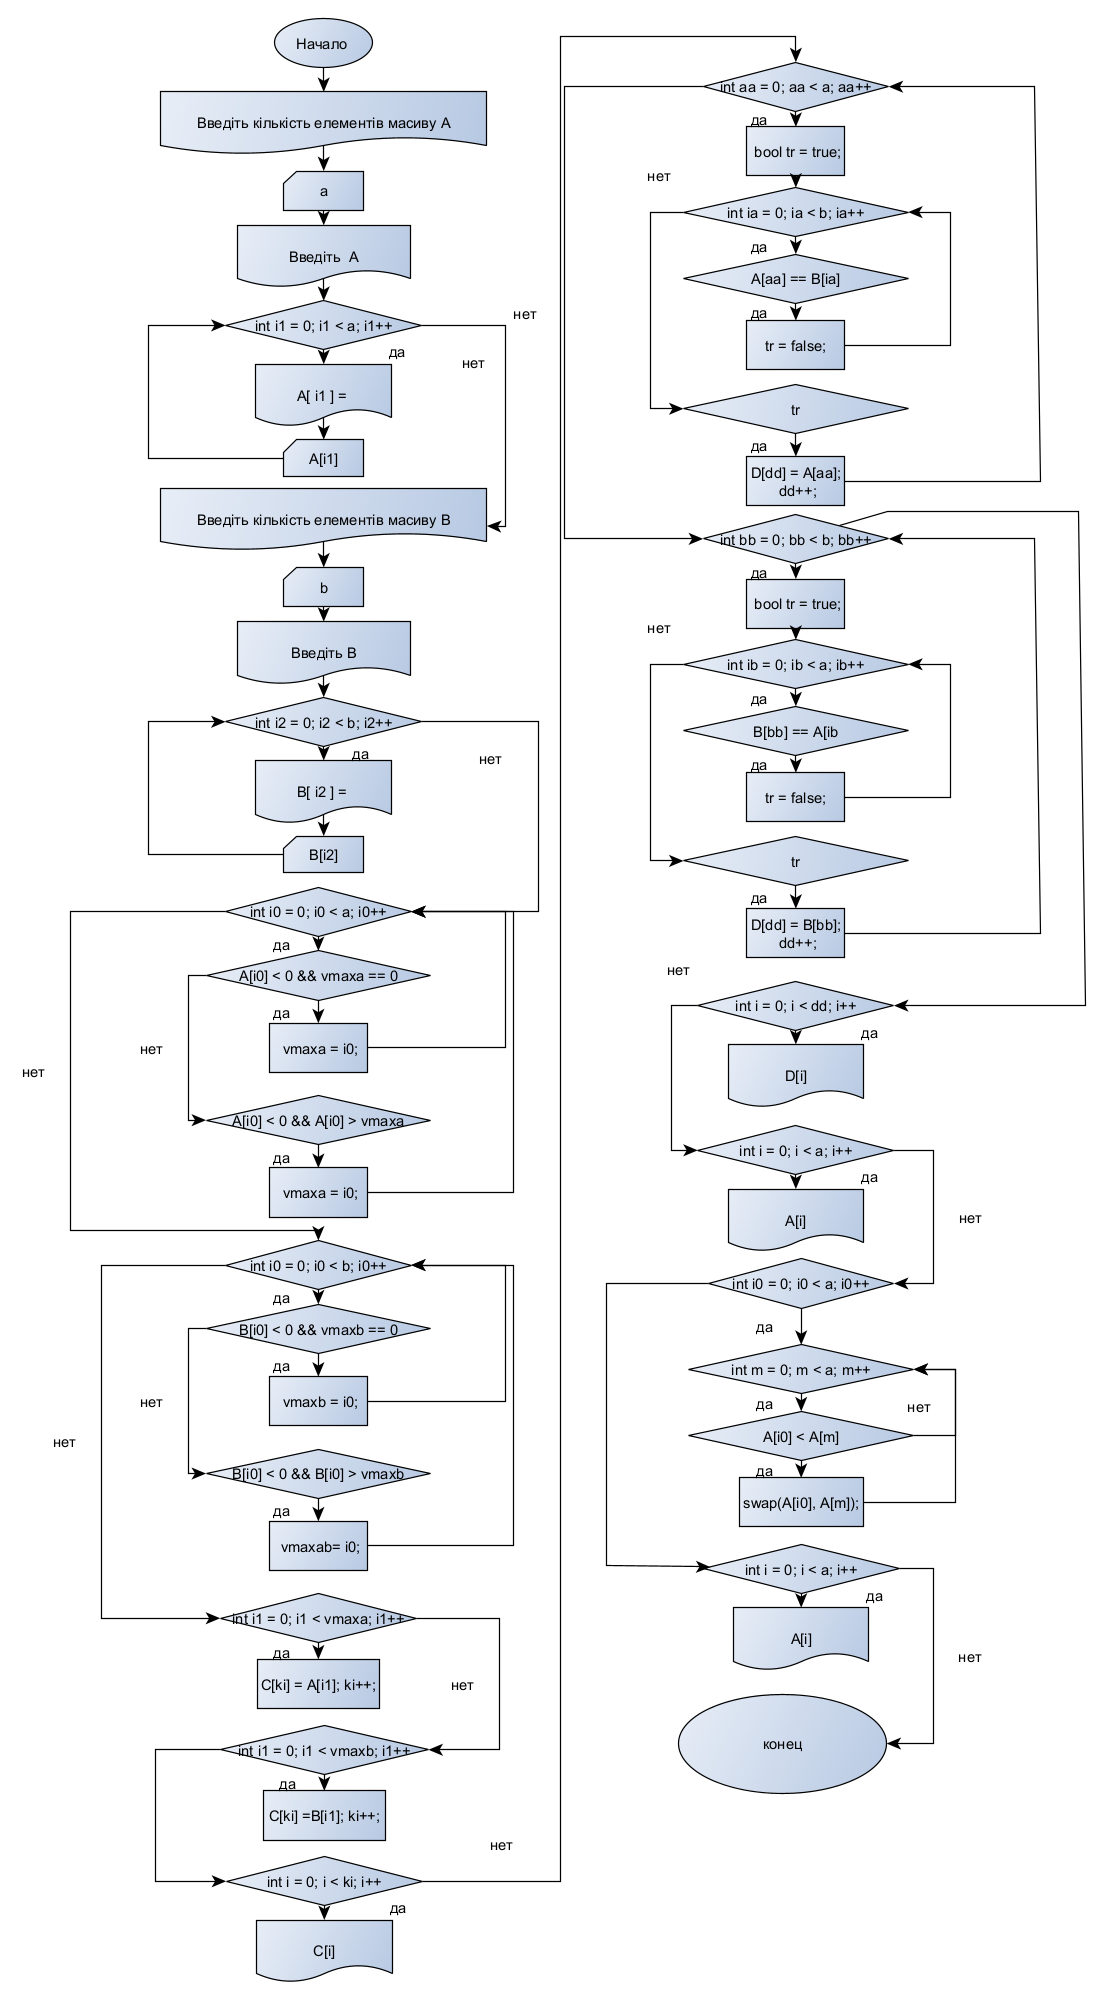 Начало
Введіть кількість елементів масиву А
a
Введіть  А
int i1 = 0; i1 < a; i1++
нет
да
нет
A[ i1 ] =
A[i1]
Введіть кількість елементів масиву В
b
Введіть В
int i2 = 0; i2 < b; i2++
да
нет
B[ i2 ] =
B[i2]
int i0 = 0; i0 < a; i0++
да
A[i0] < 0 && vmaxa == 0
да
нет
vmaxa = i0;
нет
A[i0] < 0 && A[i0] > vmaxa
да
vmaxa = i0;
int i0 = 0; i0 < b; i0++
да
B[i0] < 0 && vmaxb == 0
да
нет
vmaxb = i0;
нет
B[i0] < 0 && B[i0] > vmaxb
да
vmaxab= i0;
int i1 = 0; i1 < vmaxa; i1++
да
нет
C[ki] = A[i1]; ki++;
int i1 = 0; i1 < vmaxb; i1++
да
C[ki] =B[i1]; ki++;
нет
int i = 0; i < ki; i++
да
C[i]
int aa = 0; aa < a; aa++
да
bool tr = true;
нет
int ia = 0; ia < b; ia++
да
A[aa] == B[ia]
да
tr = false;
tr
да
D[dd] = A[aa];
dd++;
int bb = 0; bb < b; bb++
да
bool tr = true;
нет
int ib = 0; ib < a; ib++
да
B[bb] == A[ib
да
tr = false;
tr
да
D[dd] = B[bb];
dd++;
нет
int i = 0; i < dd; i++
да
D[i]
int i = 0; i < a; i++
да
A[i]
нет
int i0 = 0; i0 < a; i0++
да
int m = 0; m < a; m++
да
нет
A[i0] < A[m]
да
swap(A[i0], A[m]);
int i = 0; i < a; i++
да
A[i]
нет
конец